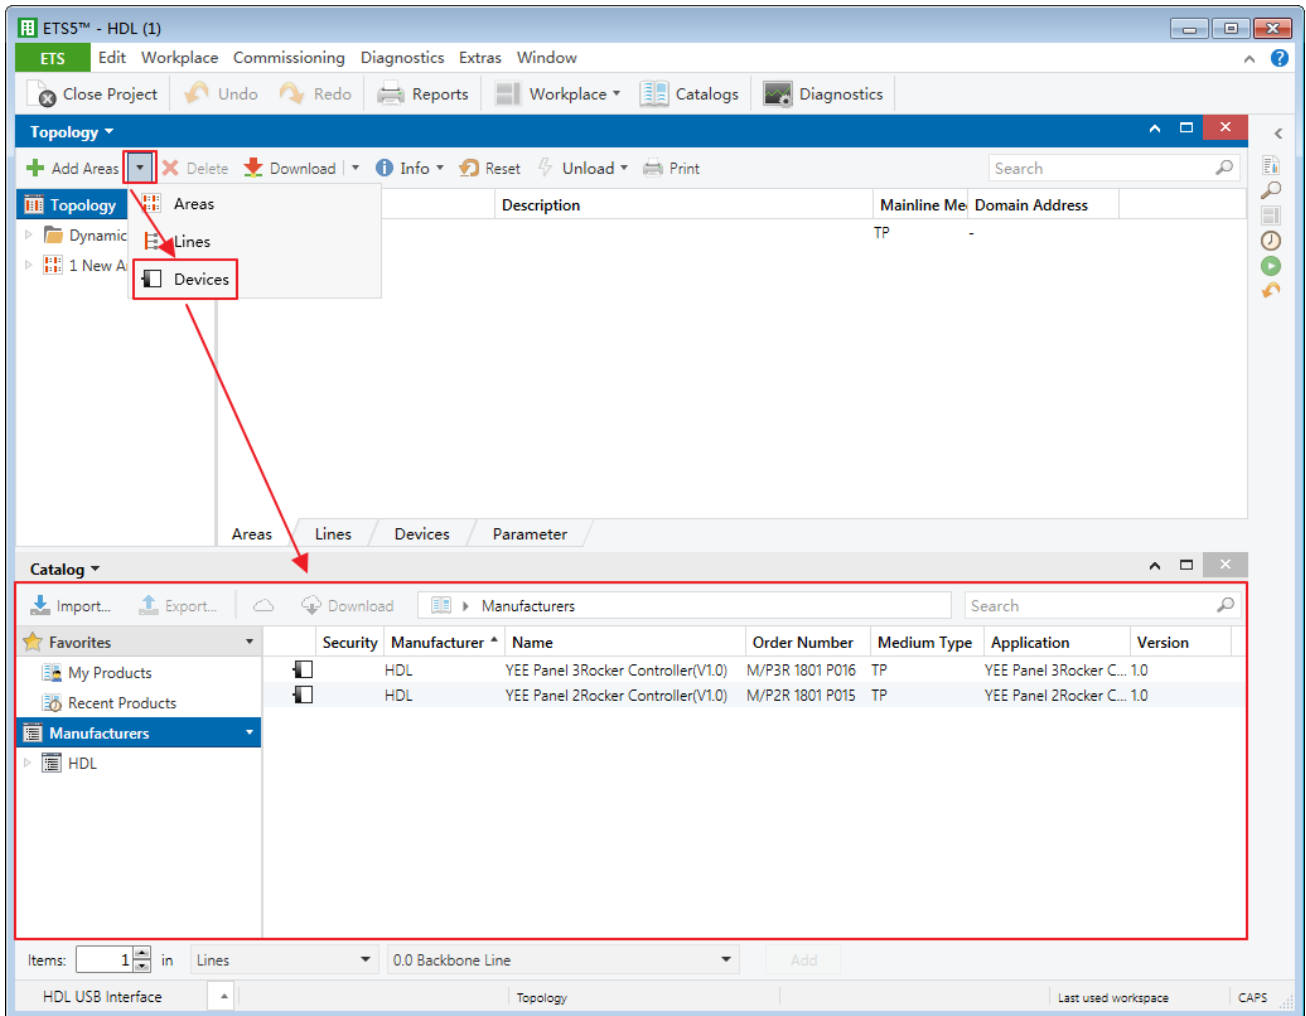 ETS5™ - HDL (1)
ETS Edit Workplace Commissioning Diagnostics Extras Window
Close Project Undo Redo Reports Workplace Catalogs Diagnostics
Topology
Add Areas Delete Download Info Reset Unload Print Search
Topology Areas Description Mainline Me Domain Address
Dynamic Lines TP -
1 New A Devices
Areas Lines Devices Parameter
Catalog
Import... Export... Download Manufacturers Search
Favorites Security Manufacturer Name Order Number Medium Type Application Version
My Products HDL YEE Panel 3Rocker Controller(V1.0) M/P3R 1801 P016 TP YEE Panel 3Rocker C... 1.0
Recent Products HDL YEE Panel 2Rocker Controller(V1.0) M/P2R 1801 P015 TP YEE Panel 2Rocker C... 1.0
Manufacturers
HDL
Items: 1 in Lines 0.0 Backbone Line Add
HDL USB Interface Topology Last used workspace CAPS